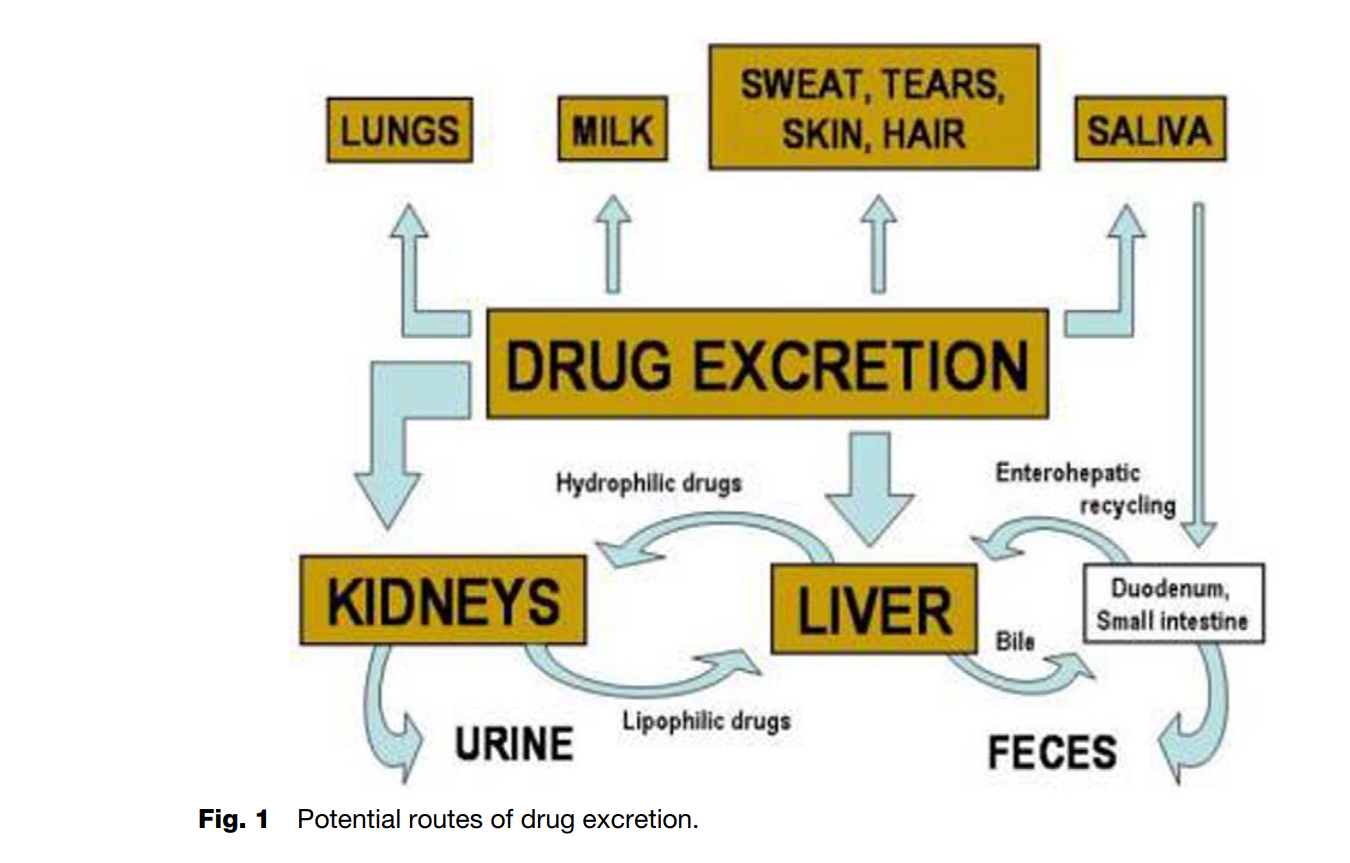 LUNGS
MILK
SWEAT, TEARS,
SKIN, HAIR
SALIVA
DRUG EXCRETION
Hydrophilic drugs
Enterohepatic
recycling
KIDNEYS
LIVER
Duodenum,
Small intestine
Bile
Lipophilic drugs
URINE
FECES
Fig. 1 Potential routes of drug excretion.